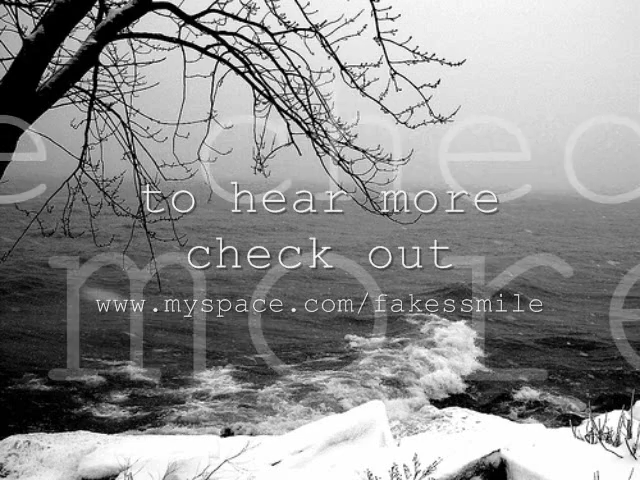 to hear more
check out
www.myspace.com/fakessmile
more